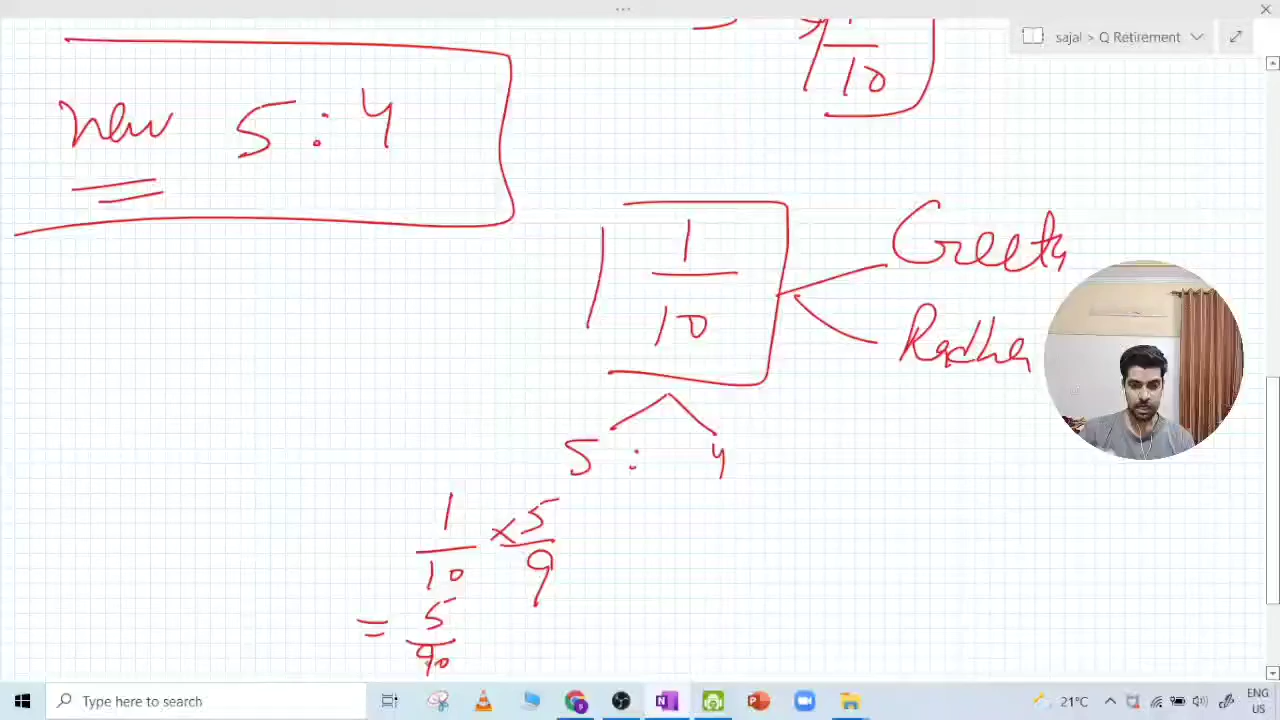 sajal > Q Retirement
10
new 5 : 4
1
10
Geeta
Radha
5 : 4
1/10 × 5/9
= 5/90
Type here to search
21°C
ENG
US